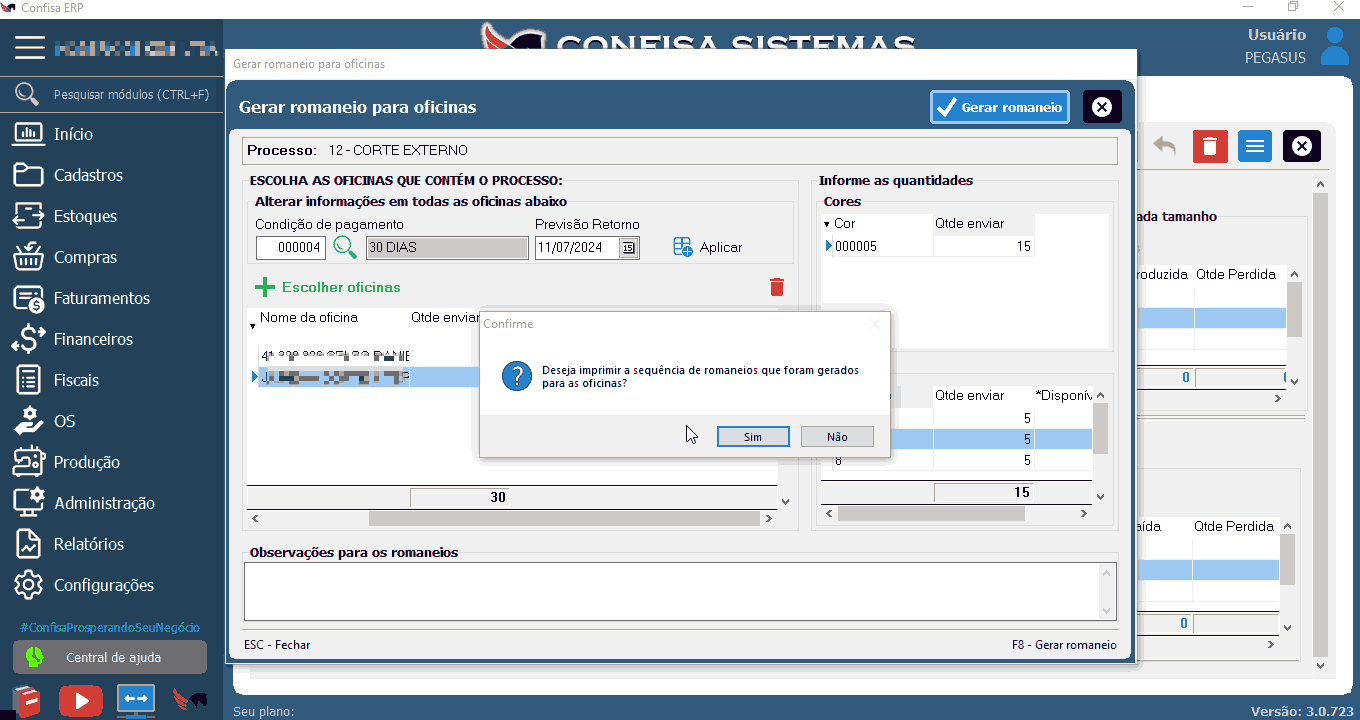 Confisa ERP
CONFISA SISTEMAS
Usuário
PEGASUS
Pesquisar módulos (CTRL+F)
Início
Cadastros
Estoques
Compras
Faturamentos
Financeiros
Fiscais
OS
Produção
Administração
Relatórios
Configurações
#ConfisaProsperandoSeuNegócio
Central de ajuda
Gerar romaneio para oficinas
Gerar romaneio para oficinas
Gerar romaneio
Processo: 12 - CORTE EXTERNO
ESCOLHA AS OFICINAS QUE CONTÉM O PROCESSO:
Alterar informações em todas as oficinas abaixo
Condição de pagamento
Previsão Retorno
000004
30 DIAS
11/07/2024
15
Aplicar
Escolher oficinas
Nome da oficina
Qtde enviar
30
Informe as quantidades
Cores
Cor
Qtde enviar
000005
15
Qtde enviar
*Disponív
5
5
8
5
15
Confirme
Deseja imprimir a sequência de romaneios que foram gerados
para as oficinas?
Sim
Não
Observações para os romaneios
ESC - Fechar
F8 - Gerar romaneio
ada tamanho
roduzida
Qtde Perdida
0
aída
Qtde Perdida
0
Seu plano:
Versão: 3.0.723